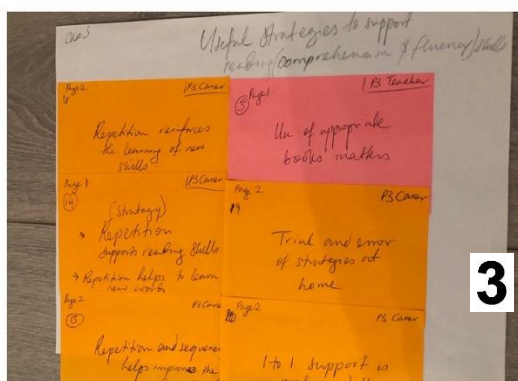 Useful strategies to support
reading (comprehension & fluency) skills
Page 2
P3 Carer
Repetition reinforces
the learning of new
skills
5
Page 1
P3 Teacher
Use of appropriate
books matters
Page 1
P3 Carer
(strategy)
Repetition
supports reading skills
→ Repetition helps to learn
new words
Page 2
19.
P3 Carer
Trial and error
of strategies at
home
Page 2
P3 Carer
Repetition and sequence
helps improve the
Page 2
P3 Carer
1 to 1 support is
3